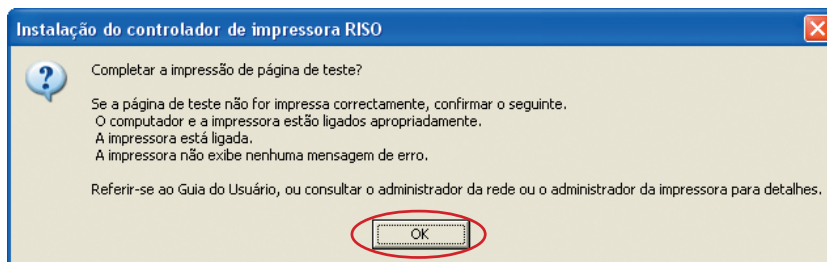 Instalação do controlador de impressora RISO
Completar a impressão de página de teste?
Se a página de teste não for impressa correctamente, confirmar o seguinte.
O computador e a impressora estão ligados apropriadamente.
A impressora está ligada.
A impressora não exibe nenhuma mensagem de erro.
Referir-se ao Guia do Usuário, ou consultar o administrador da rede ou o administrador da impressora para detalhes.
OK